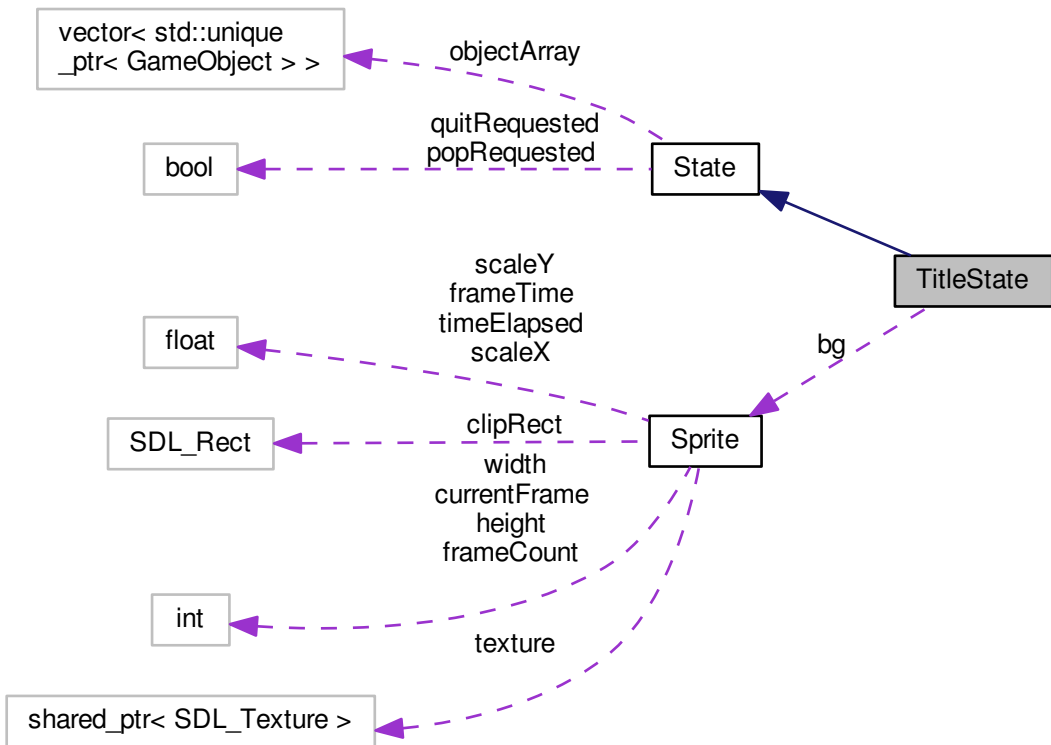 vector< std::unique
_ptr< GameObject > >
objectArray
quitRequested
popRequested
bool
State
TitleState
scaleY
frameTime
timeElapsed
scaleX
float
bg
SDL_Rect
clipRect
Sprite
width
currentFrame
height
frameCount
int
texture
shared_ptr< SDL_Texture >